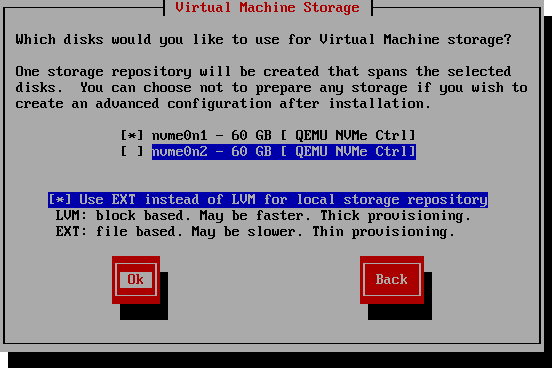 Virtual Machine Storage
Which disks would you like to use for Virtual Machine storage?
One storage repository will be created that spans the selected
disks. You can choose not to prepare any storage if you wish to
create an advanced configuration after installation.
[*] nvme0n1 - 60 GB [ QEMU NVMe Ctrl]
[ ] nvme0n2 - 60 GB [ QEMU NVMe Ctrl]
[*] Use EXT instead of LVM for local storage repository
LVM: block based. May be faster. Thick provisioning.
EXT: file based. May be slower. Thin provisioning.
Ok Back